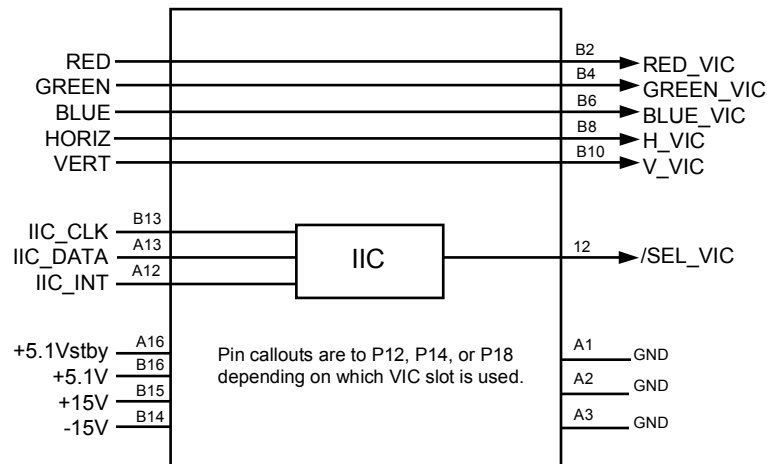 RED B2 RED_VIC
GREEN B4 GREEN_VIC
BLUE B6 BLUE_VIC
HORIZ B8 H_VIC
VERT B10 V_VIC
IIC_CLK B13
IIC_DATA A13 IIC 12 /SEL_VIC
IIC_INT A12
+5.1Vstby A16
+5.1V B16
+15V B15
-15V B14
Pin callouts are to P12, P14, or P18
depending on which VIC slot is used.
A1 GND
A2 GND
A3 GND